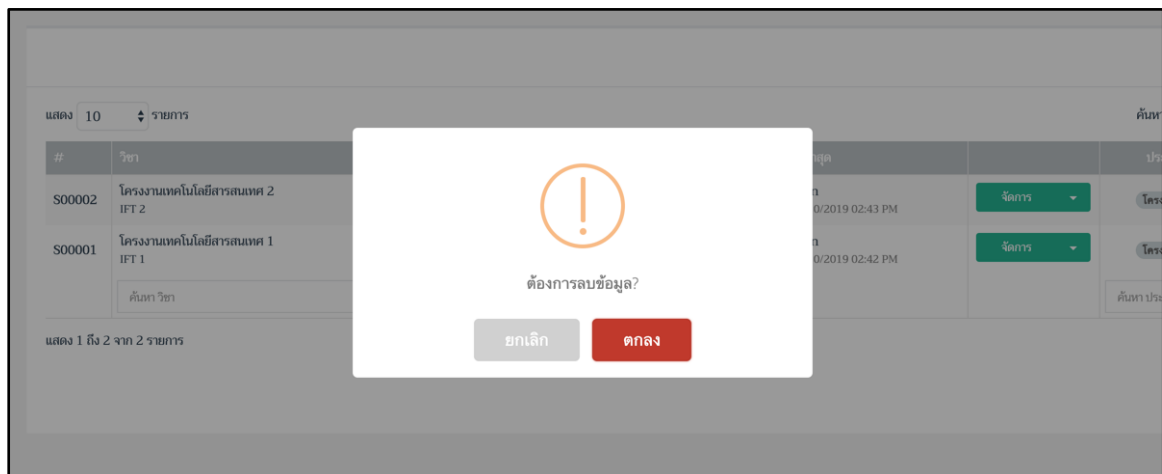 แสดง 10 รายการ
ค้นหา
# วิชา
S00002 โครงงานเทคโนโลยีสารสนเทศ 2 จัดการ
IFT 2 0/2019 02:43 PM
S00001 โครงงานเทคโนโลยีสารสนเทศ 1 จัดการ
IFT 1 0/2019 02:42 PM
ค้นหา วิชา
ต้องการลบข้อมูล?
ยกเลิก ตกลง
แสดง 1 ถึง 2 จาก 2 รายการ